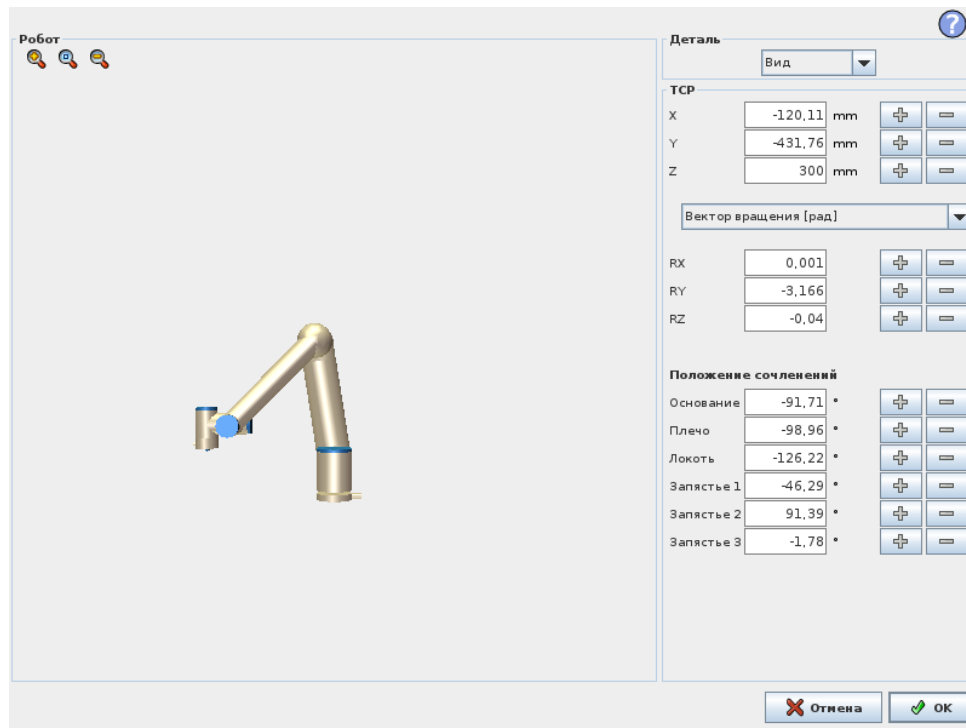 ?
Робот
Деталь
Вид
TCP
X -120,11 mm
Y -431,76 mm
Z 300 mm
Вектор вращения [рад]
RX 0,001
RY -3,166
RZ -0,04
Положение сочленений
Основание -91,71 °
Плечо -98,96 °
Локоть -126,22 °
Запястье 1 -46,29 °
Запястье 2 91,39 °
Запястье 3 -1,78 °
Отмена OK